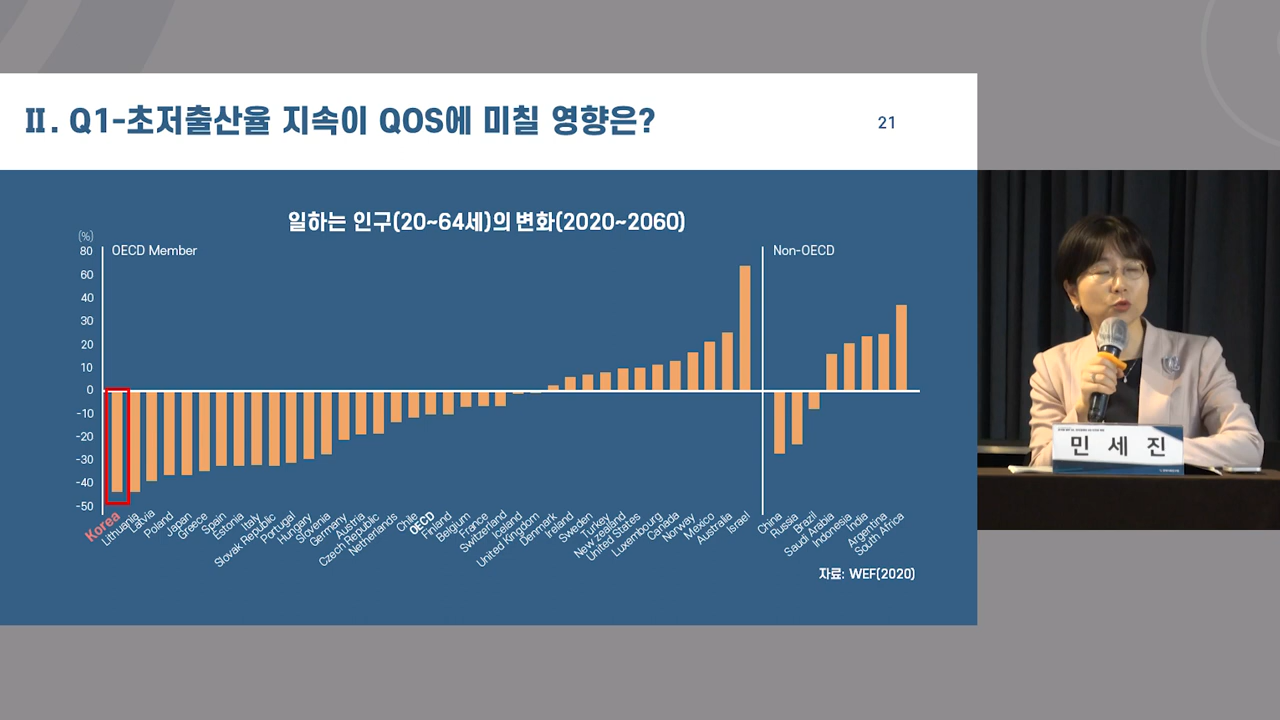 Ⅱ. Q1-초저출산율 지속이 QOS에 미칠 영향은?
21
일하는 인구(20~64세)의 변화(2020~2060)
(%)
80
60
40
30
20
10
0
-10
-20
-30
-40
-50
OECD Member
Non-OECD
Korea
Lithuania
Latvia
Poland
Japan
Greece
Spain
Estonia
Italy
Slovak Republic
Portugal
Hungary
Slovenia
Germany
Austria
Czech Republic
Netherlands
Chile
OECD
Finland
Belgium
France
Switzerland
Iceland
United Kingdom
Denmark
Ireland
Sweden
Turkey
New zealand
United States
Luxembourg
Canada
Norway
Mexico
Australia
Israel
China
Russia
Brazil
Saudi Arabia
Indonesia
India
Argentina
South Africa
자료: WEF(2020)
민 세 진